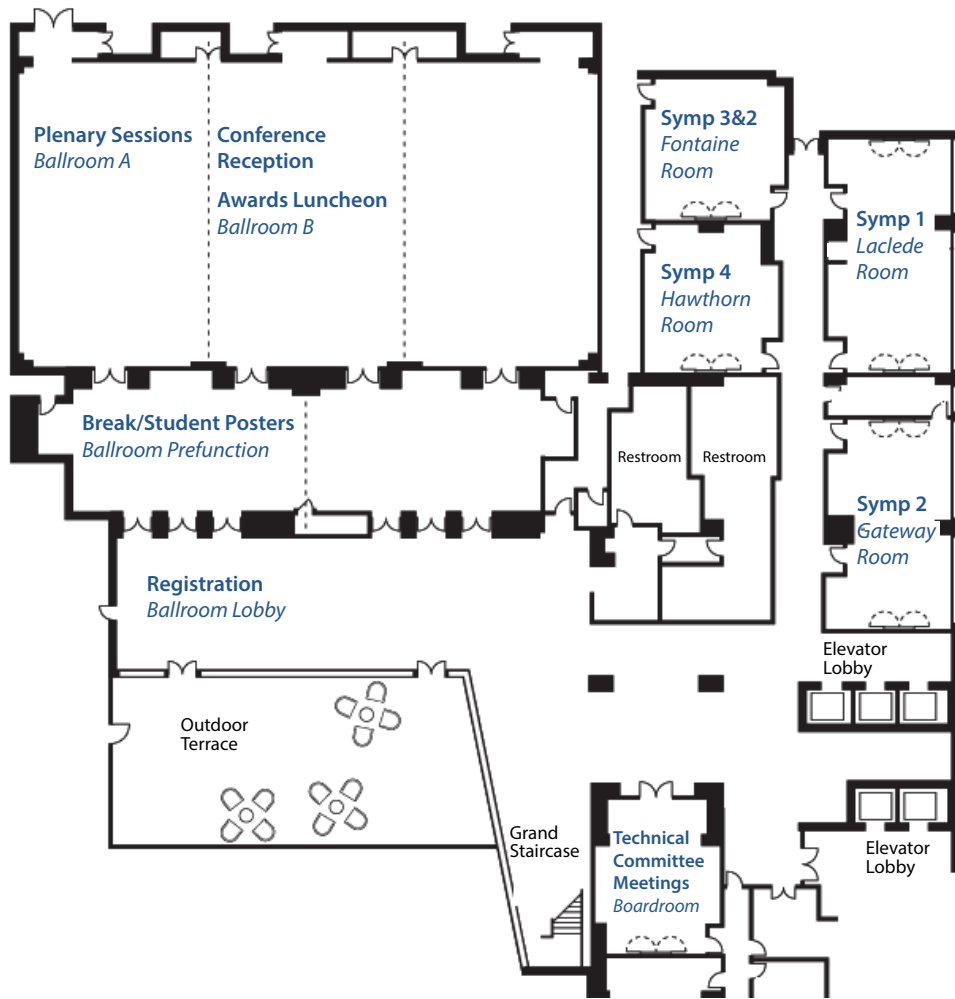 Plenary Sessions
Ballroom A
Conference
Reception
Awards Luncheon
Ballroom B
Symp 3&2
Fontaine
Room
Symp 1
Laclede
Room
Symp 4
Hawthorn
Room
Break/Student Posters
Ballroom Prefunction
Restroom
Restroom
Symp 2
Gateway
Room
Registration
Ballroom Lobby
Elevator
Lobby
Outdoor
Terrace
Grand
Staircase
Technical
Committee
Meetings
Boardroom
Elevator
Lobby